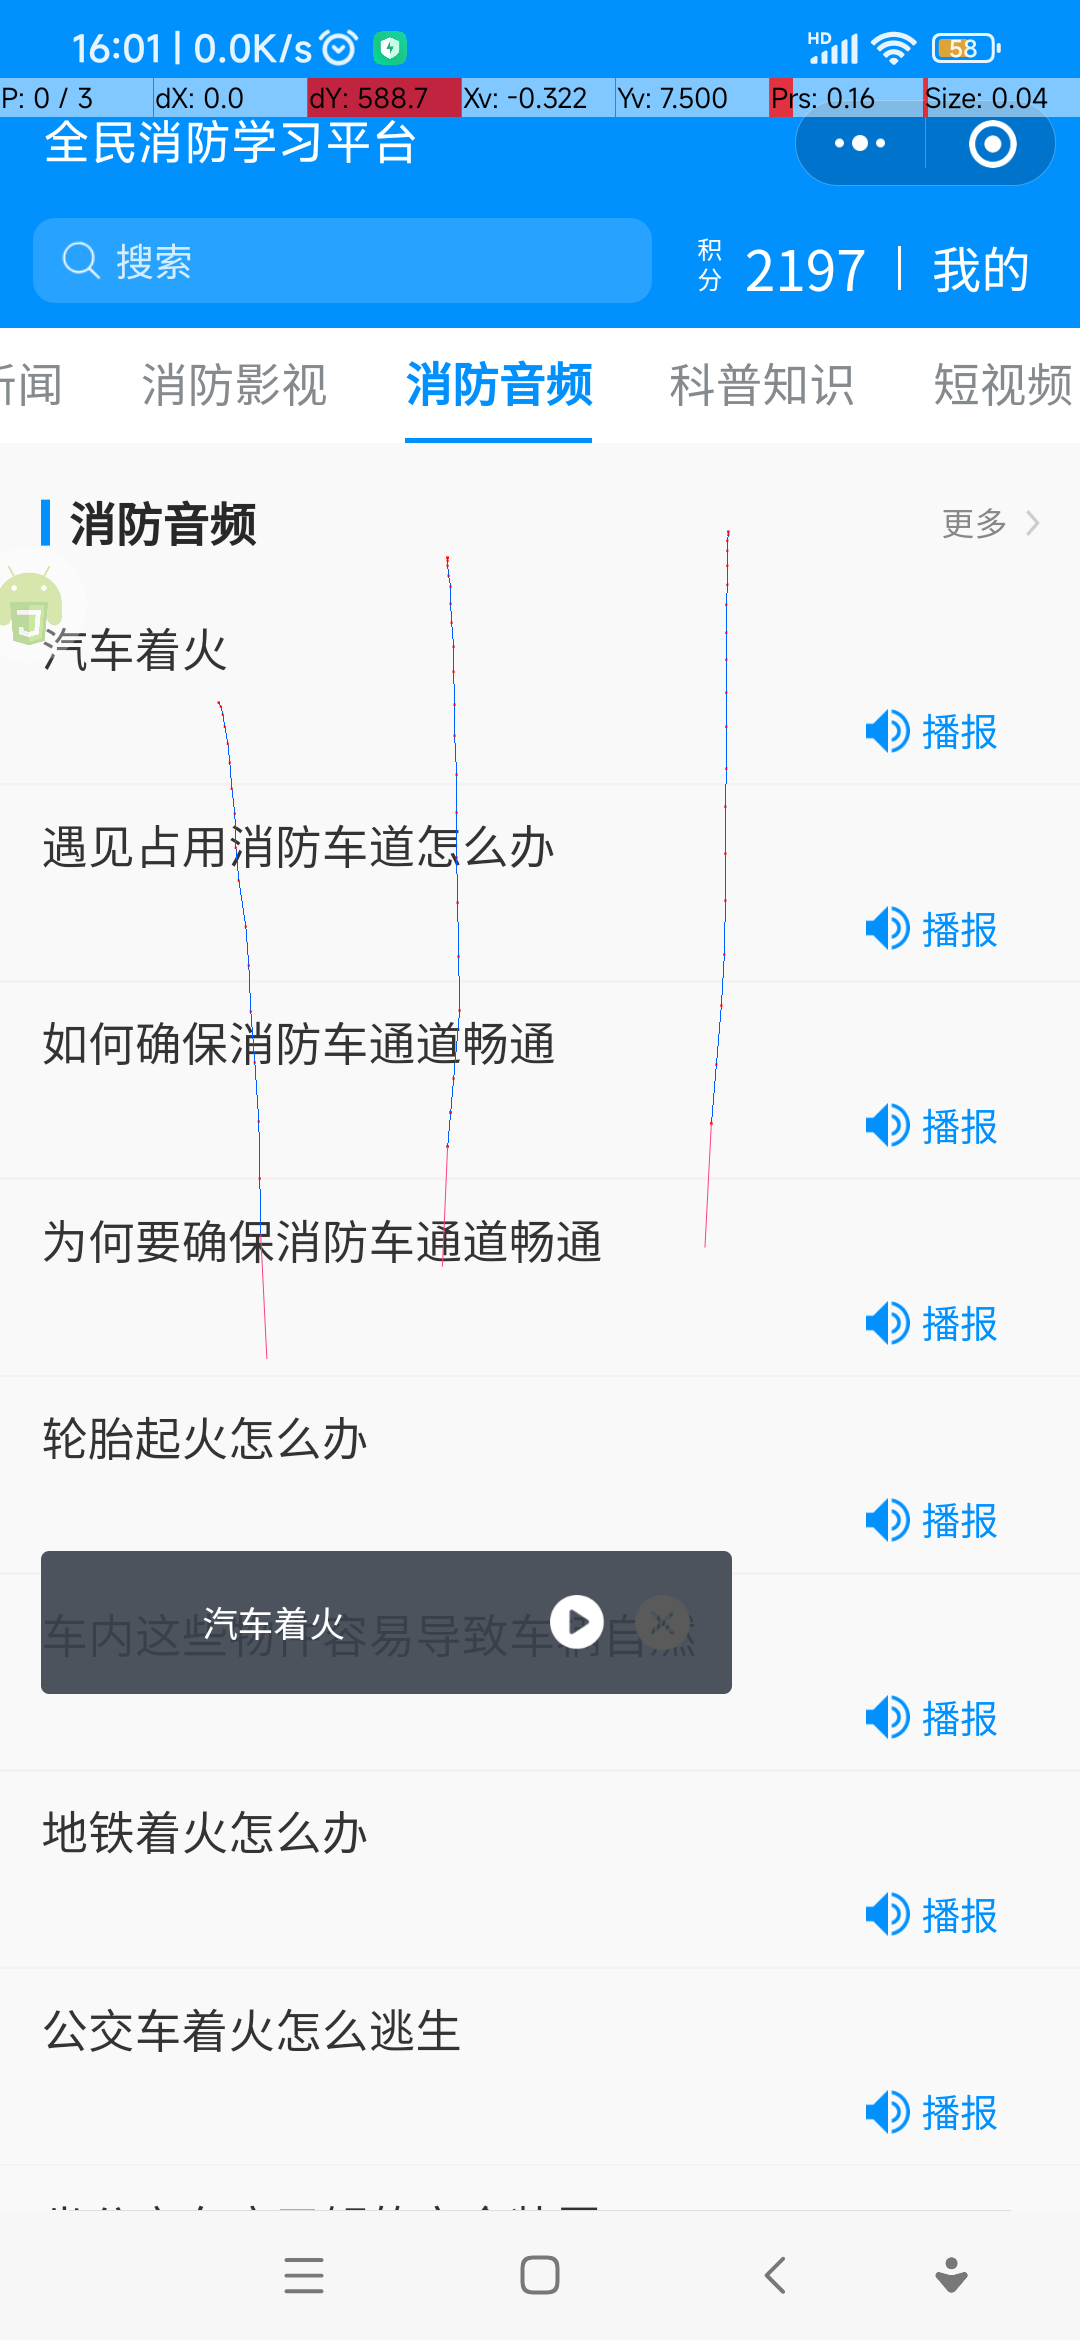 16:01 | 0.0K/s HD 58
P: 0 / 3 dX: 0.0 dY: 588.7 Xv: -0.322 Yv: 7.500 Prs: 0.16 Size: 0.04
全民消防学习平台
搜索 积分 2197 我的
新闻 消防影视 消防音频 科普知识 短视频
消防音频 更多
汽车着火
播报
遇见占用消防车道怎么办
播报
如何确保消防车通道畅通
播报
为何要确保消防车通道畅通
播报
轮胎起火怎么办
播报
汽车着火
车内这些物件容易导致车辆自燃
播报
地铁着火怎么办
播报
公交车着火怎么逃生
播报